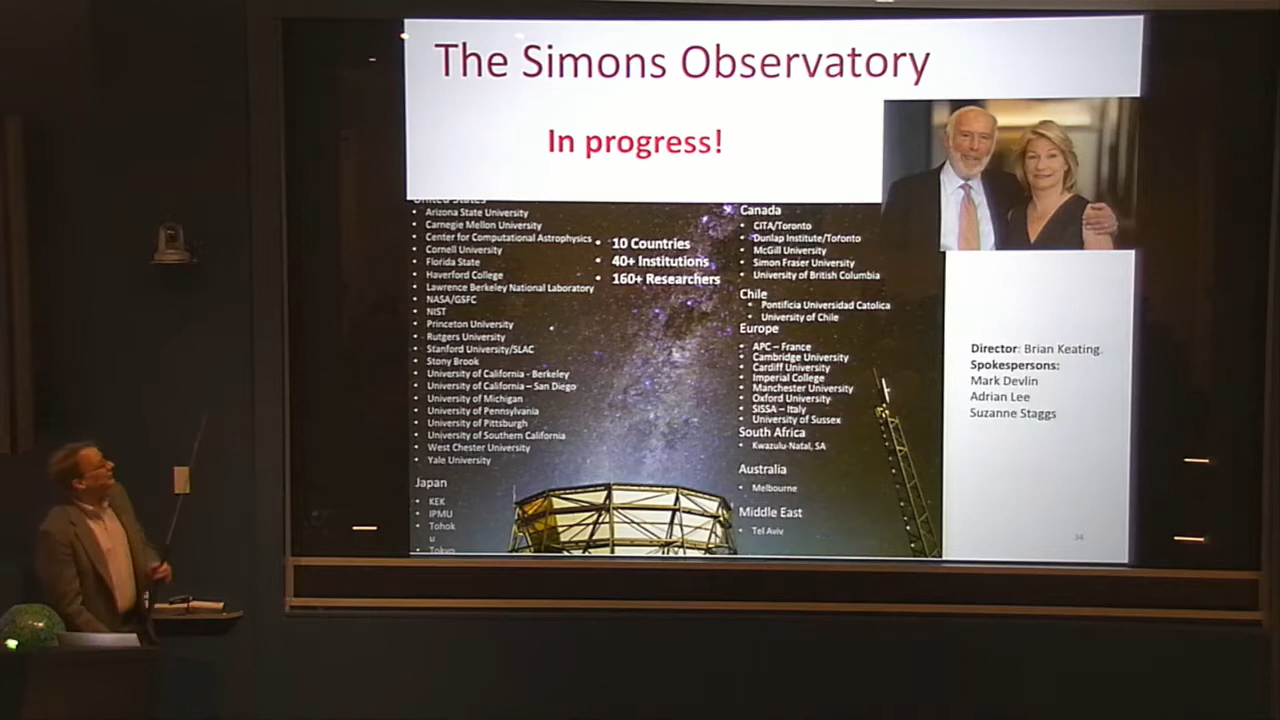 The Simons Observatory
In progress!
United States
• Arizona State University
• Carnegie Mellon University
• Center for Computational Astrophysics
• Cornell University
• Florida State
• Haverford College
• Lawrence Berkeley National Laboratory
• NASA/GSFC
• NIST
• Princeton University
• Rutgers University
• Stanford University/SLAC
• Stony Brook
• University of California - Berkeley
• University of California – San Diego
• University of Michigan
• University of Pennsylvania
• University of Pittsburgh
• University of Southern California
• West Chester University
• Yale University
Japan
• KEK
• IPMU
• Tohok
u
• Tokyo
• 10 Countries
• 40+ Institutions
• 160+ Researchers
Canada
• CITA/Toronto
• Dunlap Institute/Tofonto
• McGill University
• Simon Fraser University
• University of British Columbia
Chile
• Pontificia Universidad Catolica
• University of Chile
Europe
• APC – France
• Cambridge University
• Cardiff University
• Imperial College
• Manchester University
• Oxford University
• SISSA – Italy
• University of Sussex
South Africa
• Kwazulu-Natal, SA
Australia
• Melbourne
Middle East
• Tel Aviv
Director: Brian Keating.
Spokespersons:
Mark Devlin
Adrian Lee
Suzanne Staggs
34